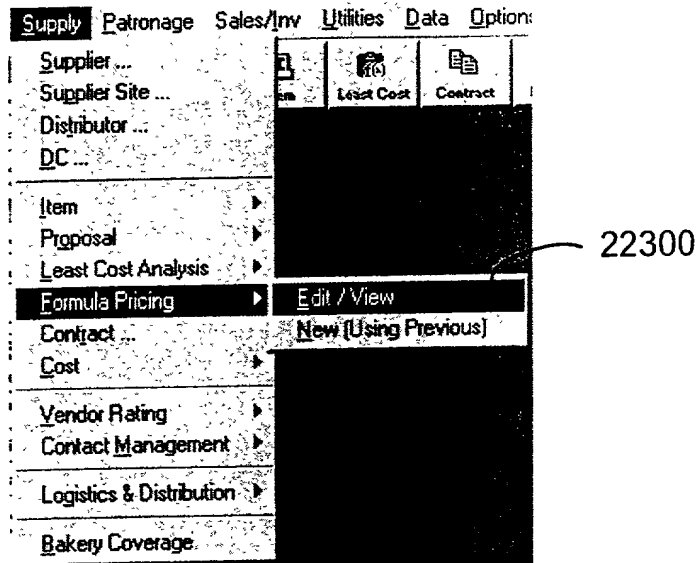 Supply Patronage Sales/Inv Utilities Data Option
Supplier ...
Supplier Site ...
Least Cost Contract
Distributor ...
DC ...
Item
Proposal
22300
Least Cost Analysis
Formula Pricing Edit / View
Contract ... New (Using Previous)
Cost
Vendor Rating
Contact Management
Logistics & Distribution
Bakery Coverage